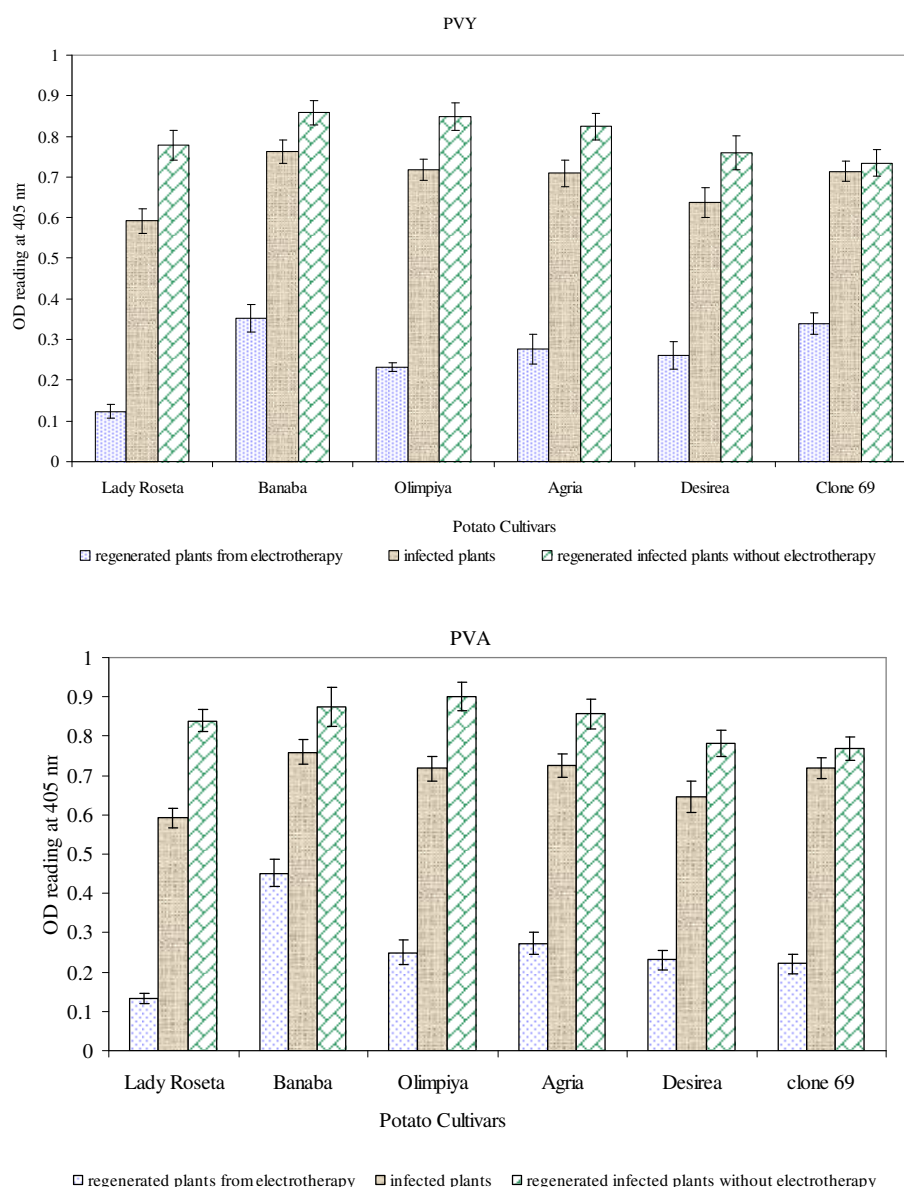 PVY
1
0.9
0.8
0.7
0.6
0.5
0.4
0.3
0.2
0.1
0
OD reading at 405 nn
Lady Roseta Banaba Olimpiya Agria Desirea Clone 69
Potato Cultivars
regenerated plants from electrotherapy infected plants regenerated infected plants without electrotherapy
PVA
1
0.9
0.8
0.7
0.6
0.5
0.4
0.3
0.2
0.1
0
OD reading at 405 nn
Lady Roseta Banaba Olimpiya Agria Desirea clone 69
Potato Cultivars
regenerated plants from electrotherapy infected plants regenerated infected plants without electrotherapy